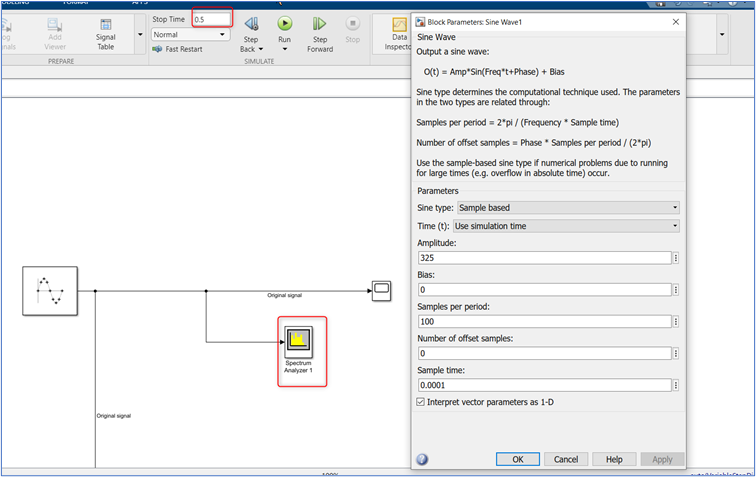 ODELING FORMAT APPS
Stop Time 0.5
Normal
Fast Restart
Add
Viewer
Signal
Table
Step
Back
Run
Step
Forward
Stop
Data
Inspecto
PREPARE
SIMULATE
Original signal
Spectrum
Analyzer 1
Original signal
Block Parameters: Sine Wave1
Sine Wave
Output a sine wave:
O(t) = Amp*Sin(Freq*t+Phase) + Bias
Sine type determines the computational technique used. The parameters
in the two types are related through:
Samples per period = 2*pi / (Frequency * Sample time)
Number of offset samples = Phase * Samples per period / (2*pi)
Use the sample-based sine type if numerical problems due to running
for large times (e.g. overflow in absolute time) occur.
Parameters
Sine type: Sample based
Time (t): Use simulation time
Amplitude:
325
Bias:
0
Samples per period:
100
Number of offset samples:
0
Sample time:
0.0001
Interpret vector parameters as 1-D
OK Cancel Help Apply